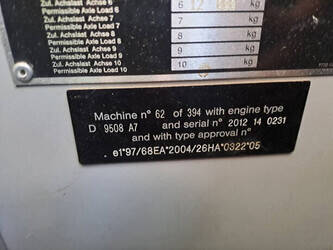 Zul. Achslast Achse 6 6 12 kg
Permissible Axle Load 6
Zul. Achslast Achse 7 7 kg
Permissible Axle Load 7
Zul. Achslast Achse 8 8 kg
Permissible Axle Load 8
Zul. Achslast Achse 9 9 kg
Permissible Axle Load 9
Zul. Achslast Achse 10 10 kg
Permissible Axle Load 10
Machine n° 62 of 394 with engine type
D 9508 A7 and serial n° 2012 14 0231
and with type approval n°
e1*97/68EA*2004/26HA*0322*05